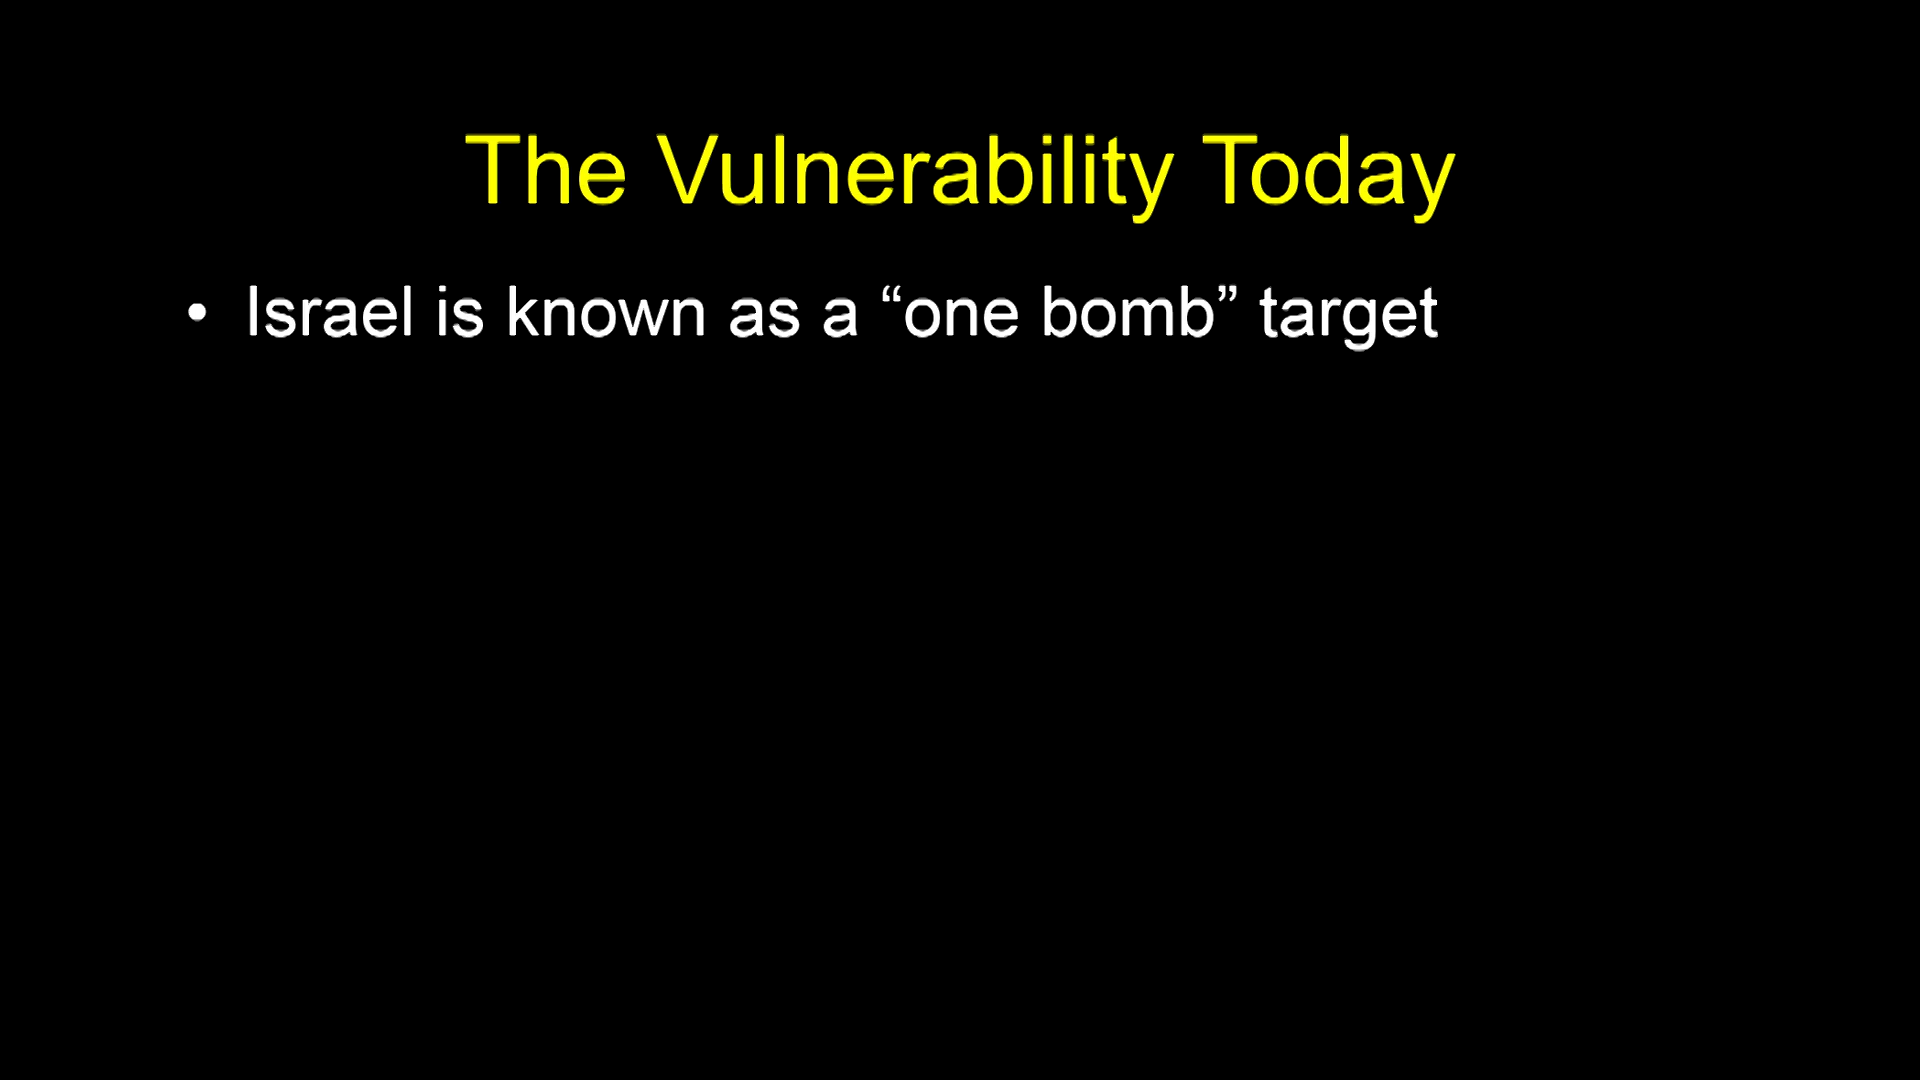 The Vulnerability Today
• Israel is known as a “one bomb” target